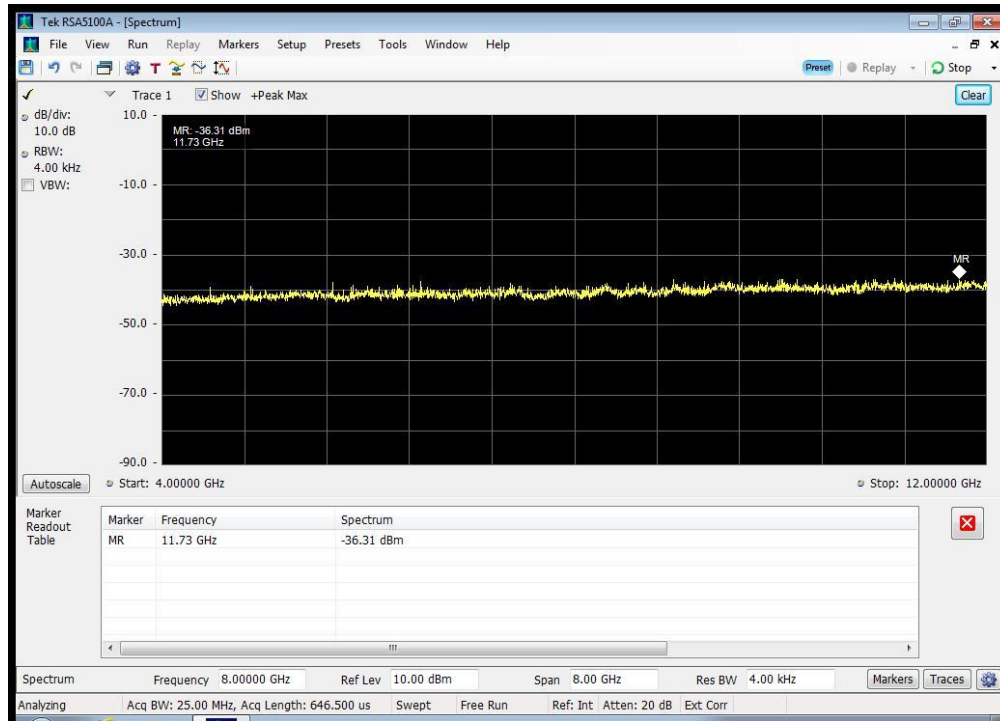 Tek RSA5100A - [Spectrum]
File View Run Replay Markers Setup Presets Tools Window Help
T Preset Replay Stop
Trace 1 Show +Peak Max Clear
dB/div:
10.0 dB
RBW:
4.00 kHz
VBW:
10.0
MR: -36.31 dBm
11.73 GHz
-10.0
-30.0
MR
-50.0
-70.0
-90.0
Autoscale Start: 4.00000 GHz Stop: 12.00000 GHz
Marker
Readout
Table
Marker Frequency Spectrum
MR 11.73 GHz -36.31 dBm
Spectrum Frequency 8.00000 GHz Ref Lev 10.00 dBm Span 8.00 GHz Res BW 4.00 kHz Markers Traces
Analyzing Acq BW: 25.00 MHz, Acq Length: 646.500 us Swept Free Run Ref: Int Atten: 20 dB Ext Corr